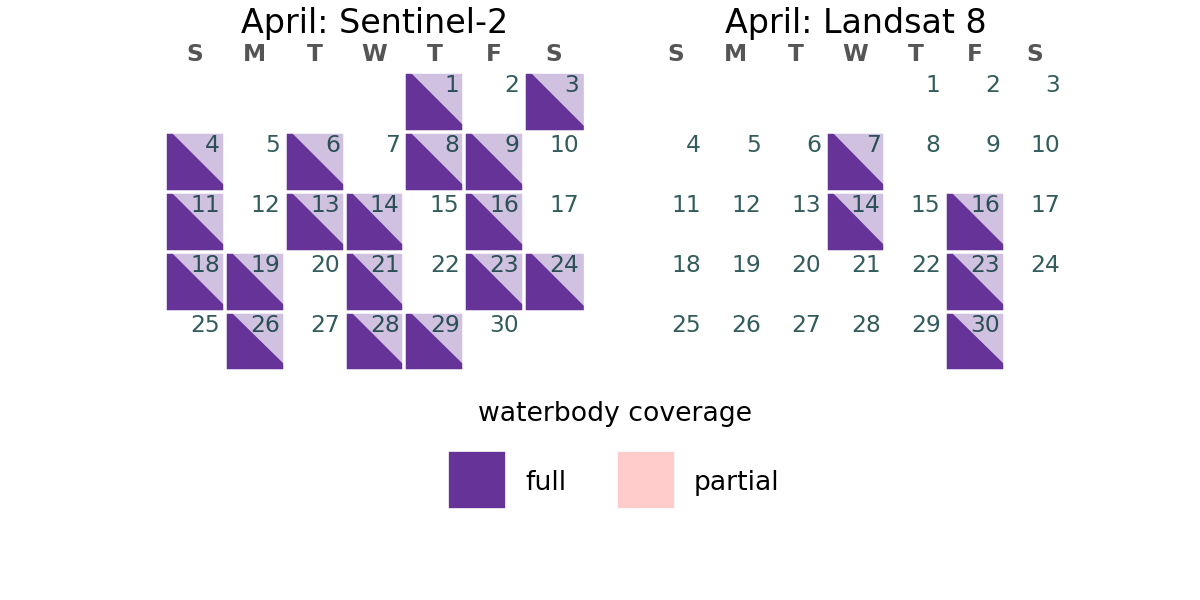 April: Sentinel-2
S M T W T F S
1 2 3
4 5 6 7 8 9 10
11 12 13 14 15 16 17
18 19 20 21 22 23 24
25 26 27 28 29 30
April: Landsat 8
S M T W T F S
1 2 3
4 5 6 7 8 9 10
11 12 13 14 15 16 17
18 19 20 21 22 23 24
25 26 27 28 29 30
waterbody coverage
full partial